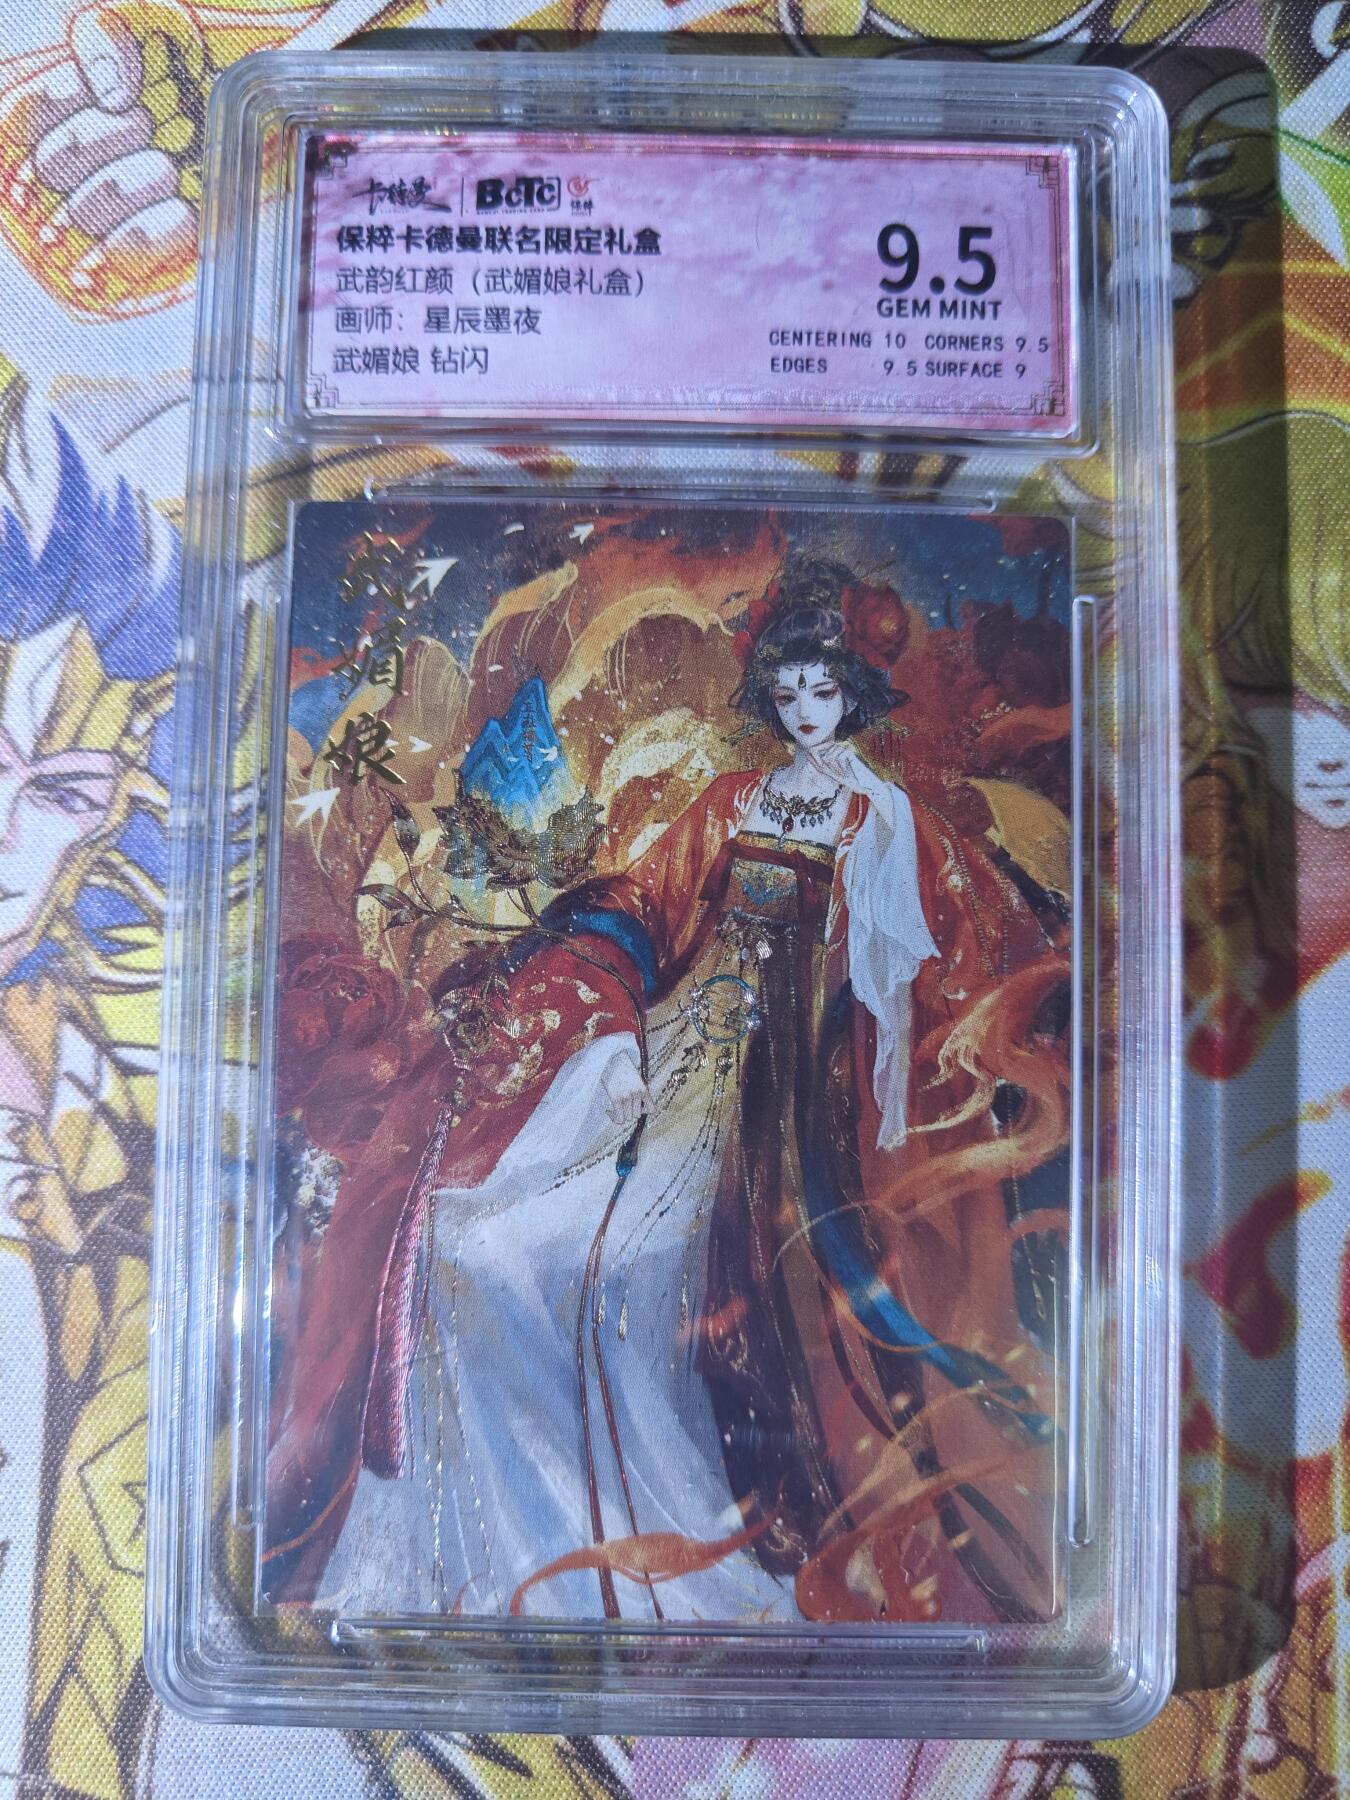 卡德曼 BCTC 保粹
保粹卡德曼联名限定礼盒
武韵红颜（武媚娘礼盒）
画师：星辰墨夜
武媚娘 钻闪
9.5
GEM MINT
CENTERING 10 CORNERS 9.5
EDGES 9.5 SURFACE 9
武媚娘